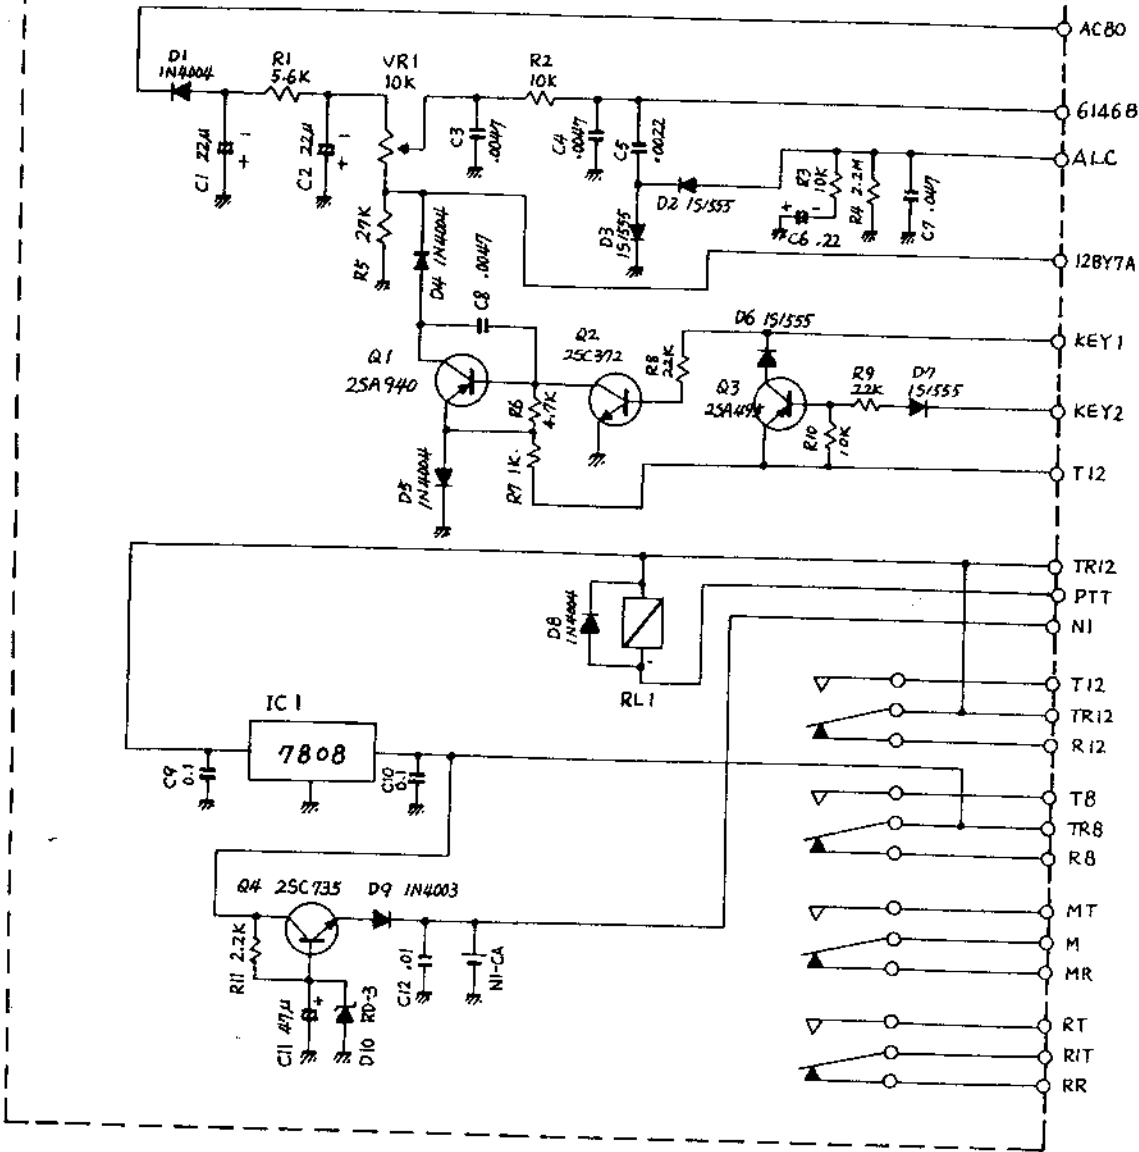 AC80
D1
1N4004
R1
5.6K
VR1
10K
R2
10K
61468
C1 22µ
- +
C2 22µ
- +
C3 .0047
C4 .0047
C5 .0022
ALC
D2 1S1555
D3 1S1555
R3 10K
R4 2.2M
C7 .047
+ -
C6 .22
R5 27K
D4 1N4004
C8 .0047
12BY7A
D6 1S1555
KEY1
Q1
2SA940
Q2
2SC372
R8 22K
Q3
R9
22K
D7
1S1555
KEY2
R6 4.7K
R10 10K
D5 1N4004
R7 1K
T12
TR12
PTT
D8 1N4004
-
RL1
N1
T12
IC1
7808
C9 0.1
C10 0.1
TR12
R12
T8
TR8
R8
Q4 2SC735
D9 1N4003
R11 2.2K
C12 .01
NI-CA
C11 47µ
+
D10 RD-3
MT
M
MR
RT
RIT
RR